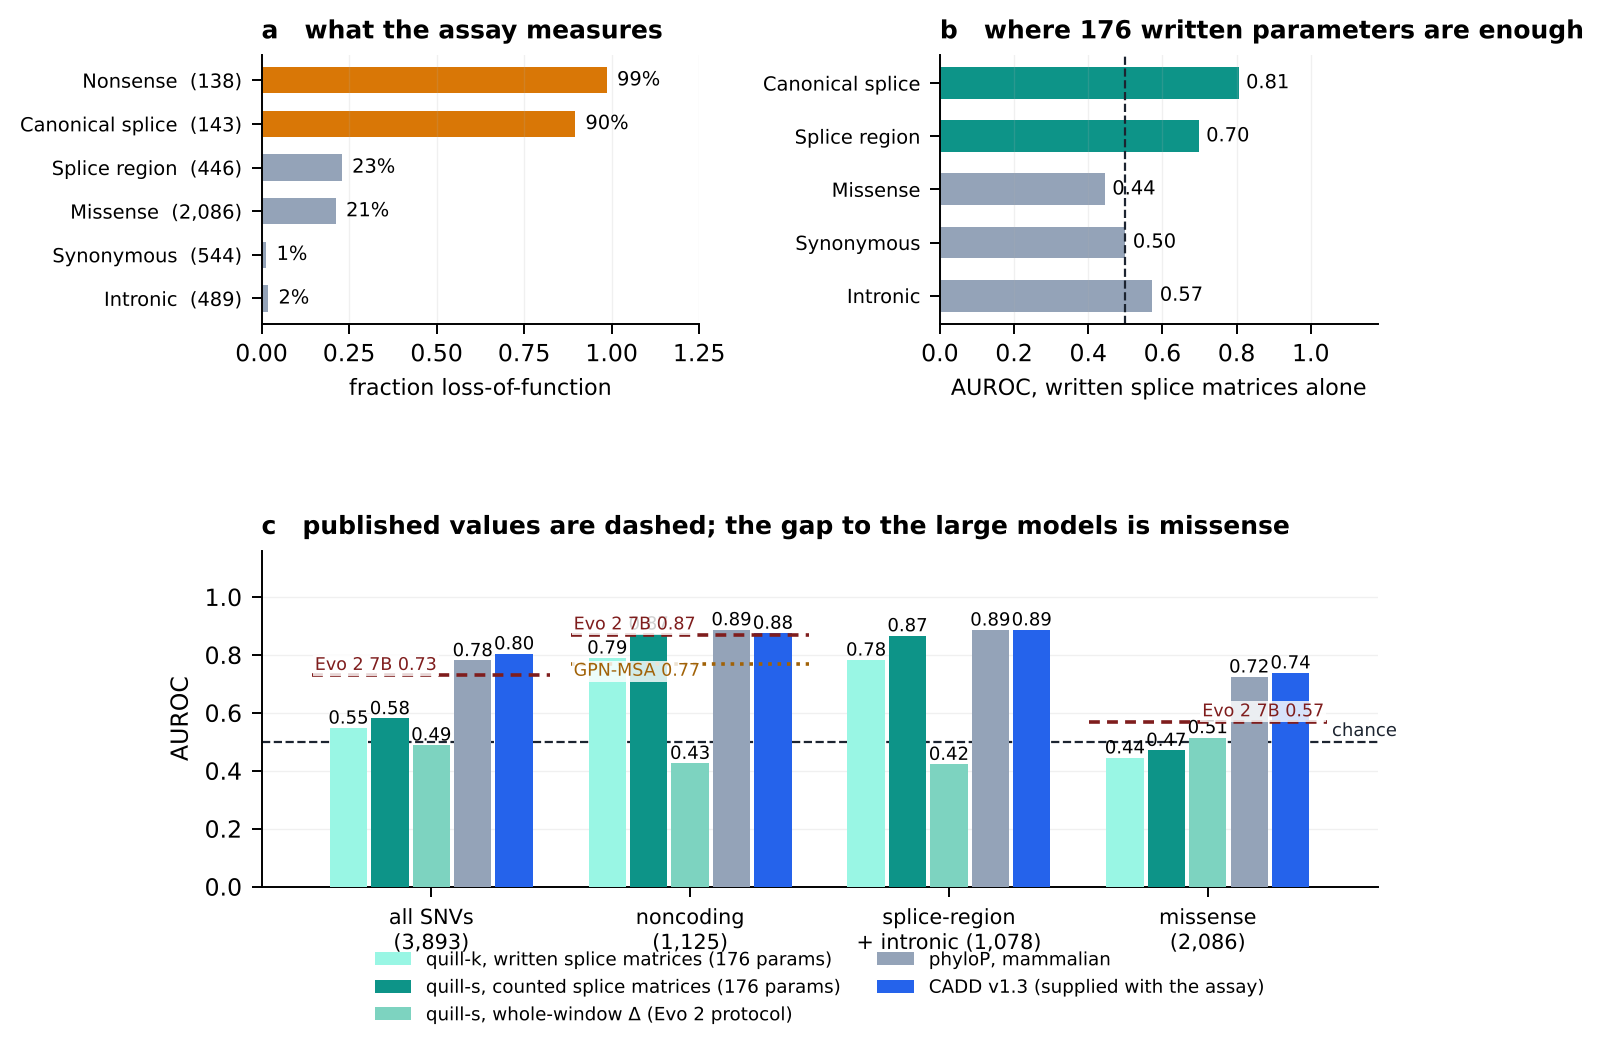 a what the assay measures
Nonsense (138)
99%
Canonical splice (143)
90%
Splice region (446)
23%
Missense (2,086)
21%
Synonymous (544)
1%
Intronic (489)
2%
0.00 0.25 0.50 0.75 1.00 1.25
fraction loss-of-function
b where 176 written parameters are enough
Canonical splice
0.81
Splice region
0.70
Missense
0.44
Synonymous
0.50
Intronic
0.57
0.0 0.2 0.4 0.6 0.8 1.0
AUROC, written splice matrices alone
c published values are dashed; the gap to the large models is missense
AUROC
1.0
0.8
0.6
0.4
0.2
0.0
Evo 2 7B 0.73
0.55 0.58 0.49 0.78 0.80
Evo 2 7B 0.87
GPN-MSA 0.77
0.79 0.43 0.89 0.88
0.78 0.87 0.42 0.89 0.89
Evo 2 7B 0.57
0.44 0.47 0.51 0.72 0.74
chance
all SNVs
(3,893)
noncoding
(1,125)
splice-region
+ intronic (1,078)
missense
(2,086)
quill-k, written splice matrices (176 params)
quill-s, counted splice matrices (176 params)
quill-s, whole-window Δ (Evo 2 protocol)
phyloP, mammalian
CADD v1.3 (supplied with the assay)